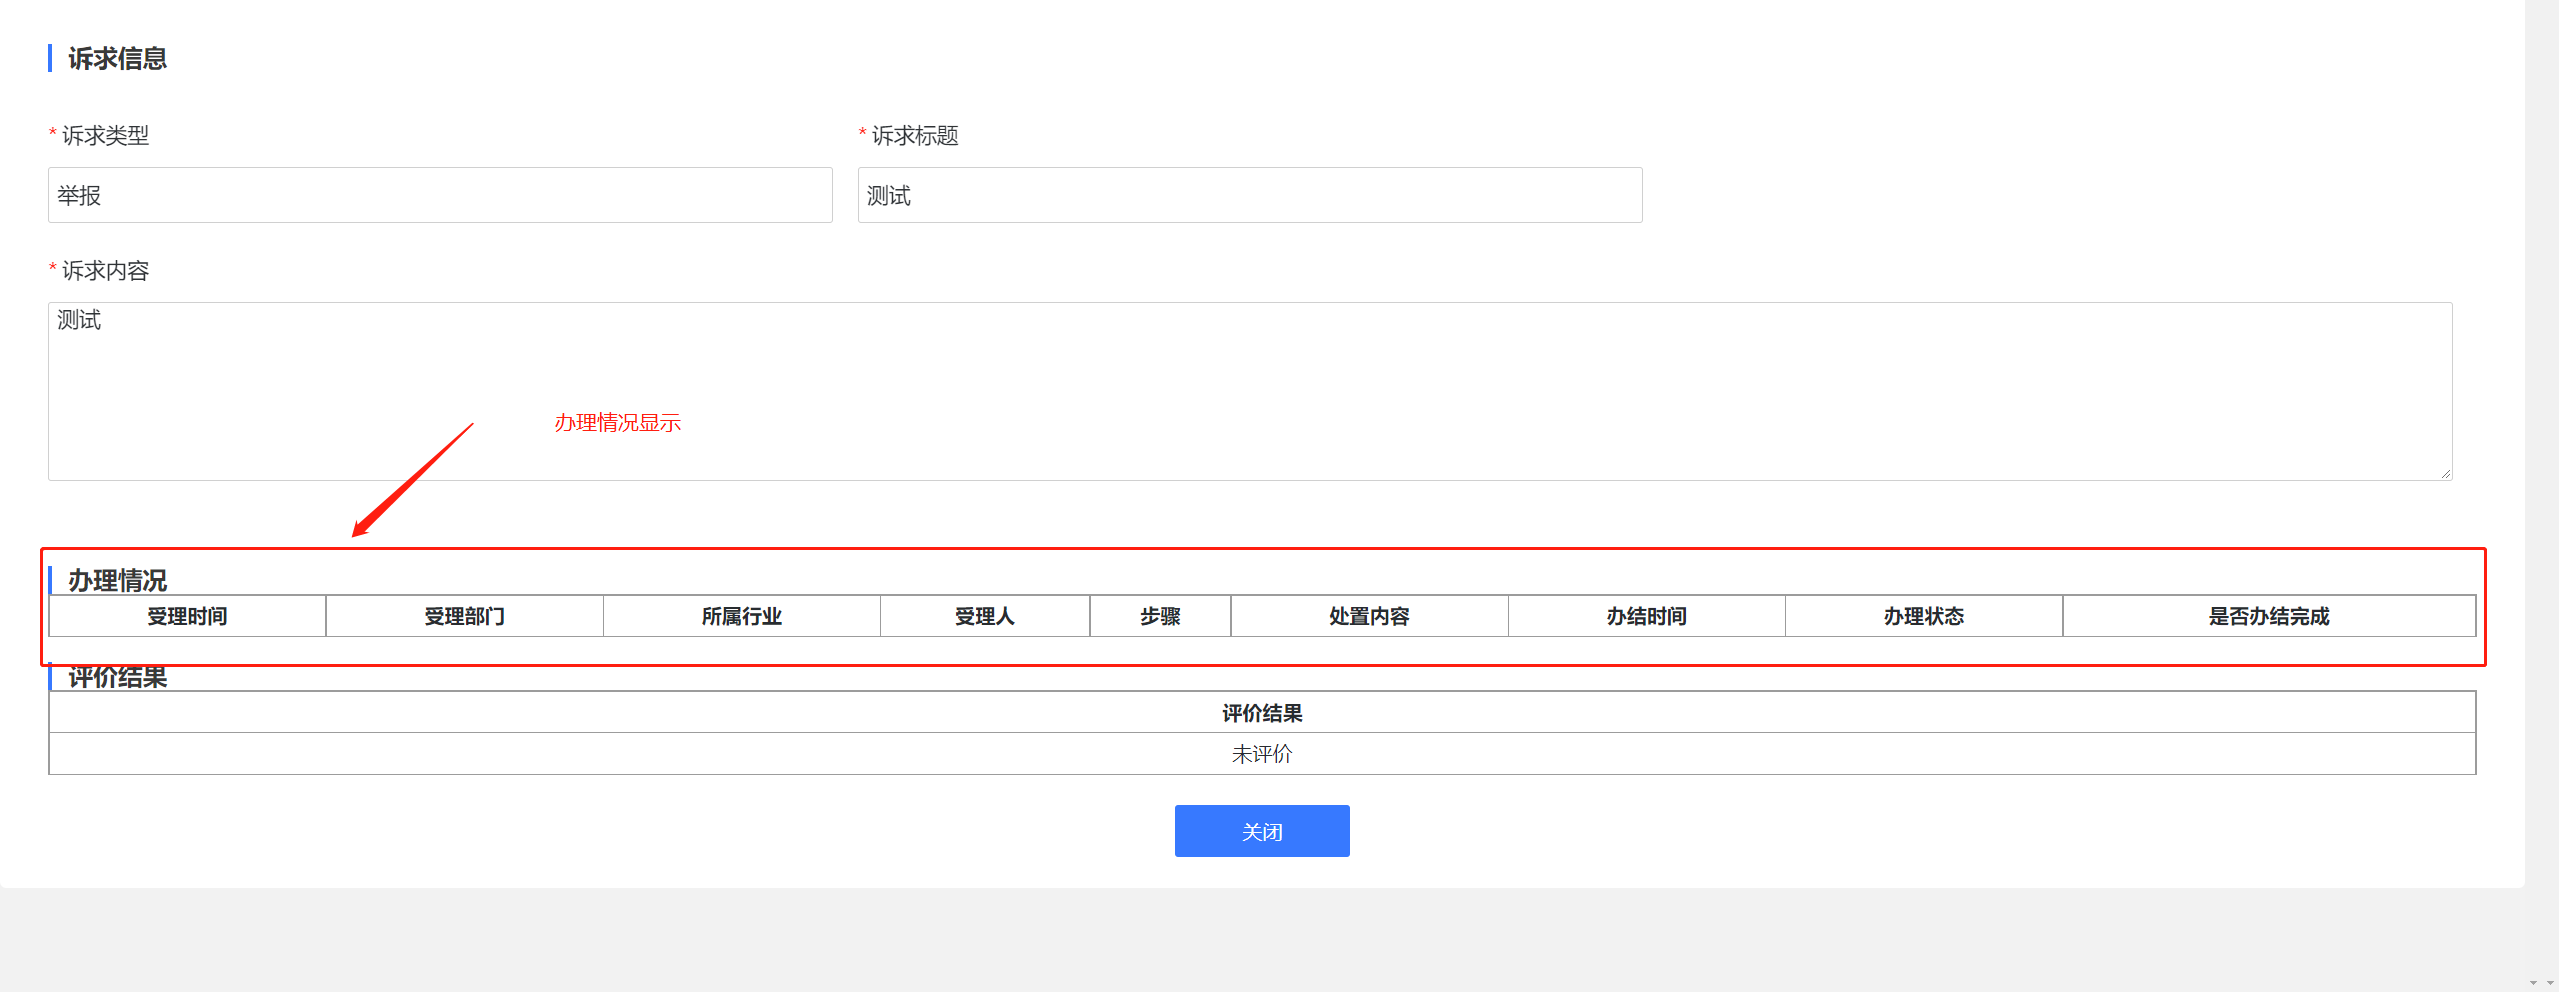 诉求信息
* 诉求类型 * 诉求标题
举报 测试
* 诉求内容
测试
办理情况显示
办理情况
受理时间 受理部门 所属行业 受理人 步骤 处置内容 办结时间 办理状态 是否办结完成
评价结果
评价结果
未评价
关闭